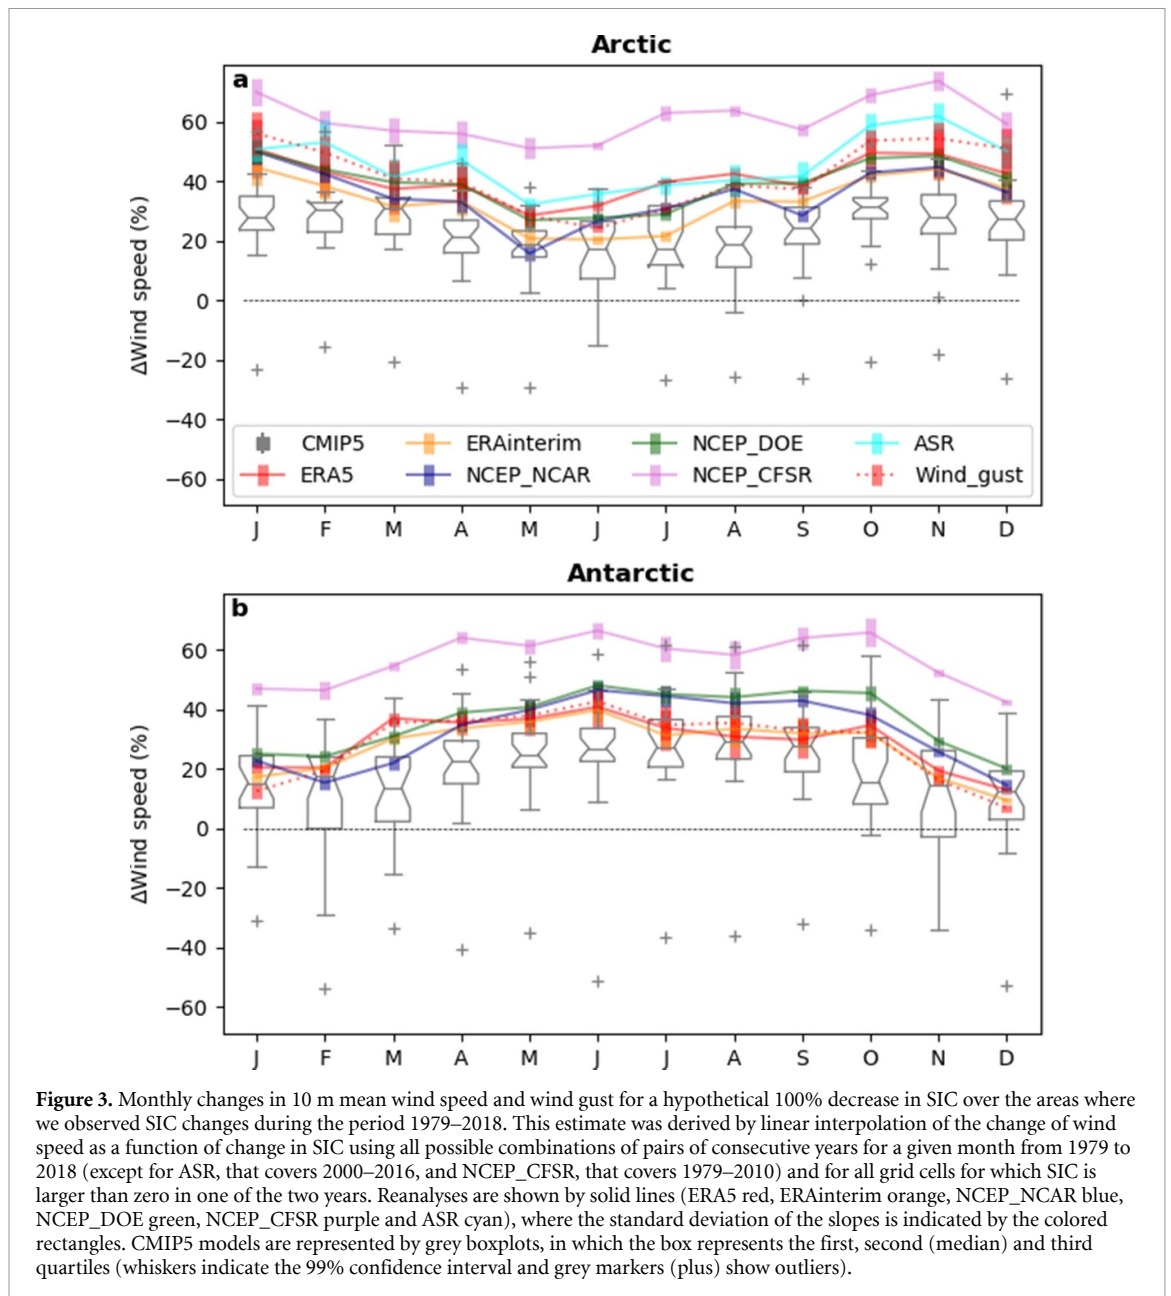 Arctic
a
60
40
20
0
−20
−40
−60
ΔWind speed (%)
CMIP5 ERAinterim NCEP_DOE ASR
ERA5 NCEP_NCAR NCEP_CFSR Wind_gust
J F M A M J J A S O N D
Antarctic
b
60
40
20
0
−20
−40
−60
ΔWind speed (%)
J F M A M J J A S O N D
Figure 3. Monthly changes in 10 m mean wind speed and wind gust for a hypothetical 100% decrease in SIC over the areas where
we observed SIC changes during the period 1979–2018. This estimate was derived by linear interpolation of the change of wind
speed as a function of change in SIC using all possible combinations of pairs of consecutive years for a given month from 1979 to
2018 (except for ASR, that covers 2000–2016, and NCEP_CFSR, that covers 1979–2010) and for all grid cells for which SIC is
larger than zero in one of the two years. Reanalyses are shown by solid lines (ERA5 red, ERAinterim orange, NCEP_NCAR blue,
NCEP_DOE green, NCEP_CFSR purple and ASR cyan), where the standard deviation of the slopes is indicated by the colored
rectangles. CMIP5 models are represented by grey boxplots, in which the box represents the first, second (median) and third
quartiles (whiskers indicate the 99% confidence interval and grey markers (plus) show outliers).